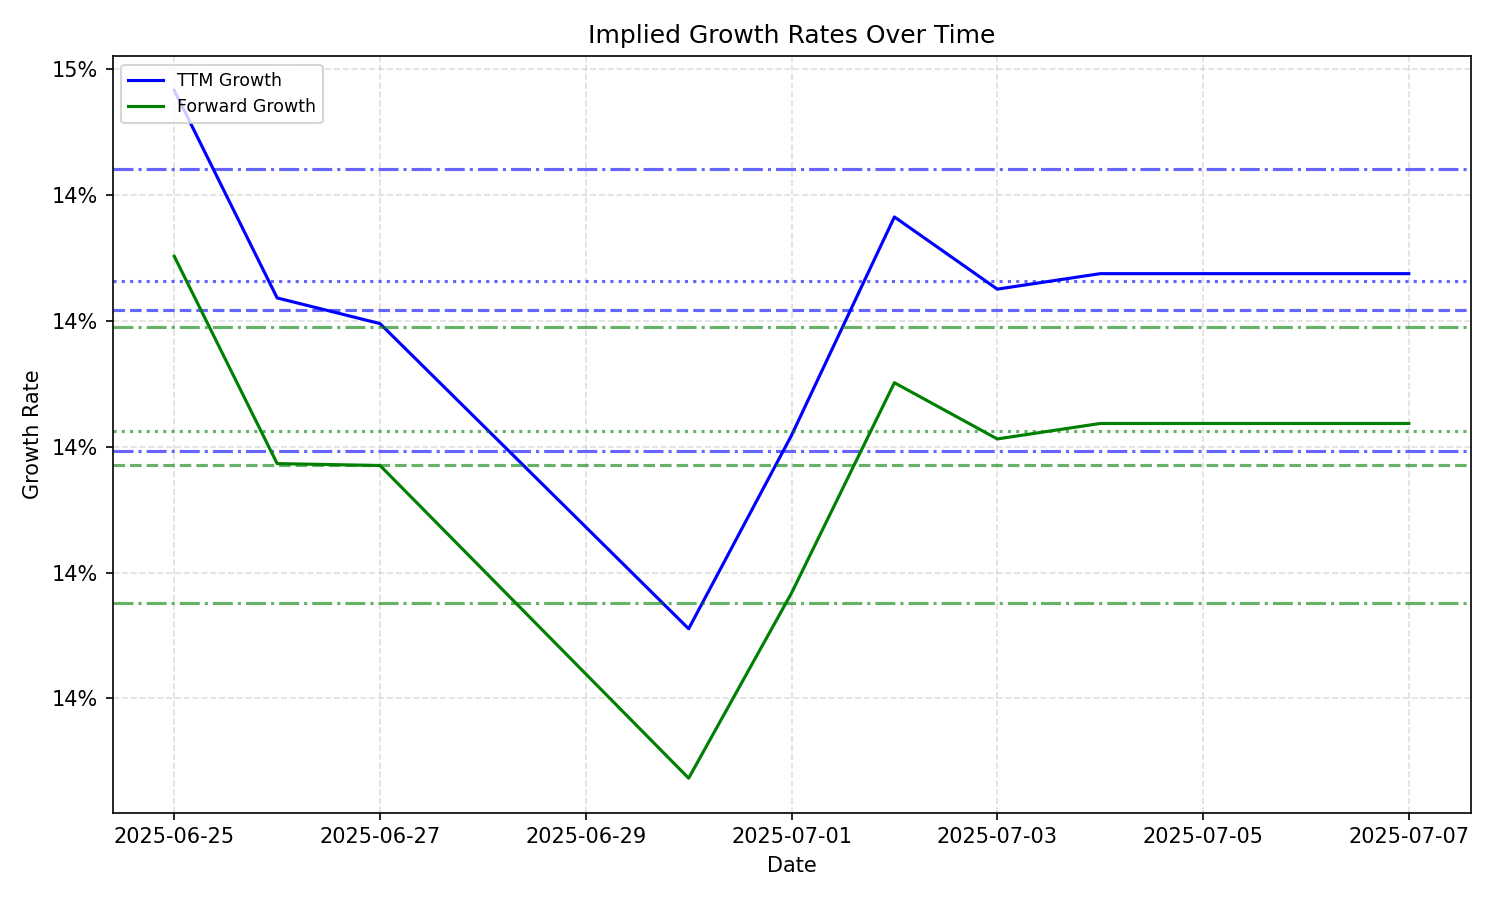 Implied Growth Rates Over Time
15%
14%
14%
14%
14%
14%
TTM Growth
Forward Growth
Growth Rate
2025-06-25
2025-06-27
2025-06-29
2025-07-01
2025-07-03
2025-07-05
2025-07-07
Date